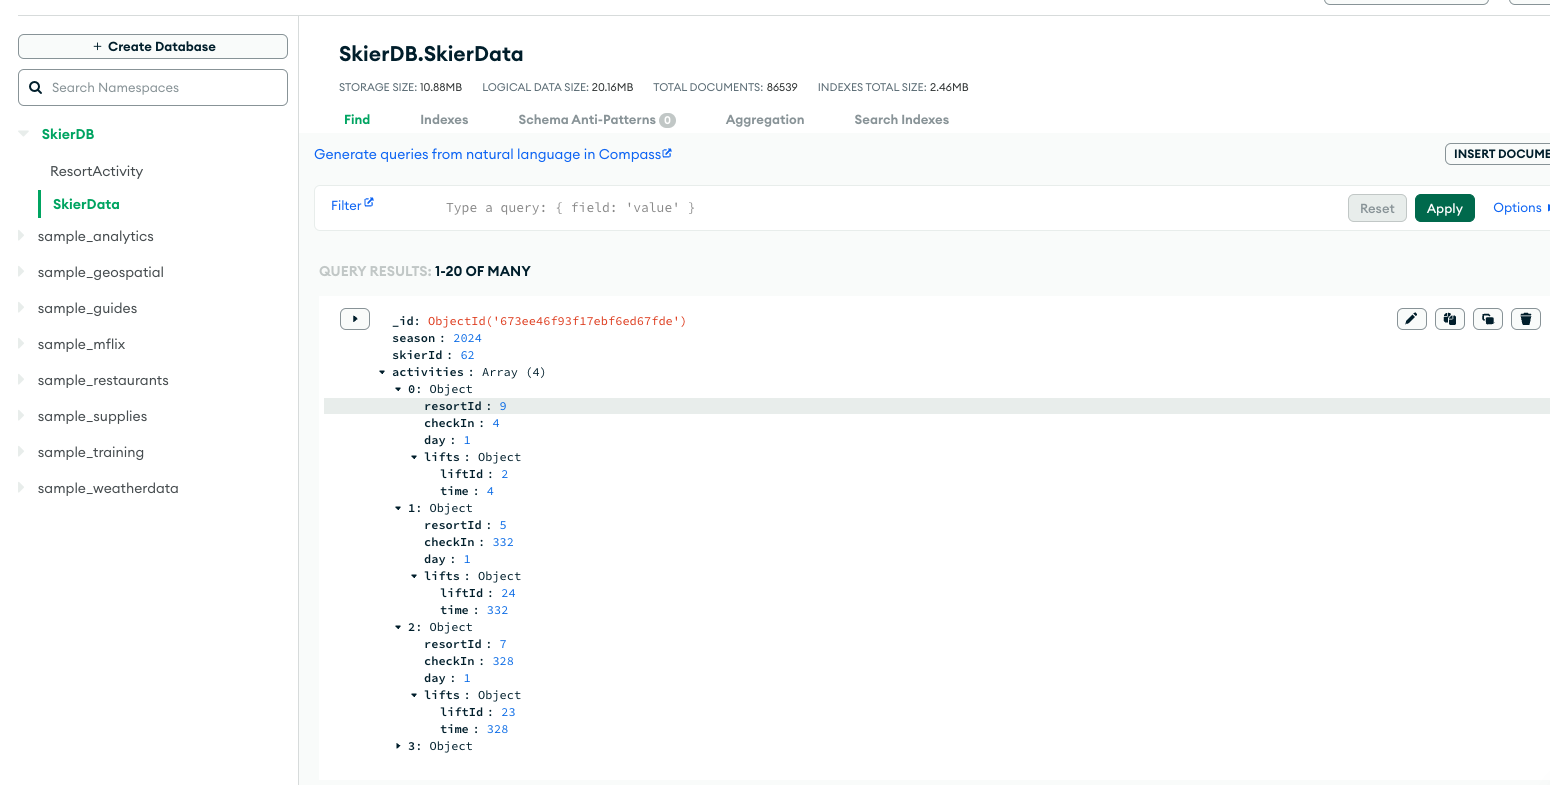 + Create Database
Search Namespaces
SkierDB
ResortActivity
SkierData
sample_analytics
sample_geospatial
sample_guides
sample_mflix
sample_restaurants
sample_supplies
sample_training
sample_weatherdata
SkierDB.SkierData
STORAGE SIZE: 10.88MB LOGICAL DATA SIZE: 20.16MB TOTAL DOCUMENTS: 86539 INDEXES TOTAL SIZE: 2.46MB
Find Indexes Schema Anti-Patterns 0 Aggregation Search Indexes
Generate queries from natural language in Compass
INSERT DOCUME
Filter Type a query: { field: 'value' } Reset Apply Options
QUERY RESULTS: 1-20 OF MANY
_id: ObjectId('673ee46f93f17ebf6ed67fde')
season : 2024
skierId : 62
activities : Array (4)
0: Object
resortId : 9
checkIn : 4
day : 1
lifts : Object
liftId : 2
time : 4
1: Object
resortId : 5
checkIn : 332
day : 1
lifts : Object
liftId : 24
time : 332
2: Object
resortId : 7
checkIn : 328
day : 1
lifts : Object
liftId : 23
time : 328
3: Object